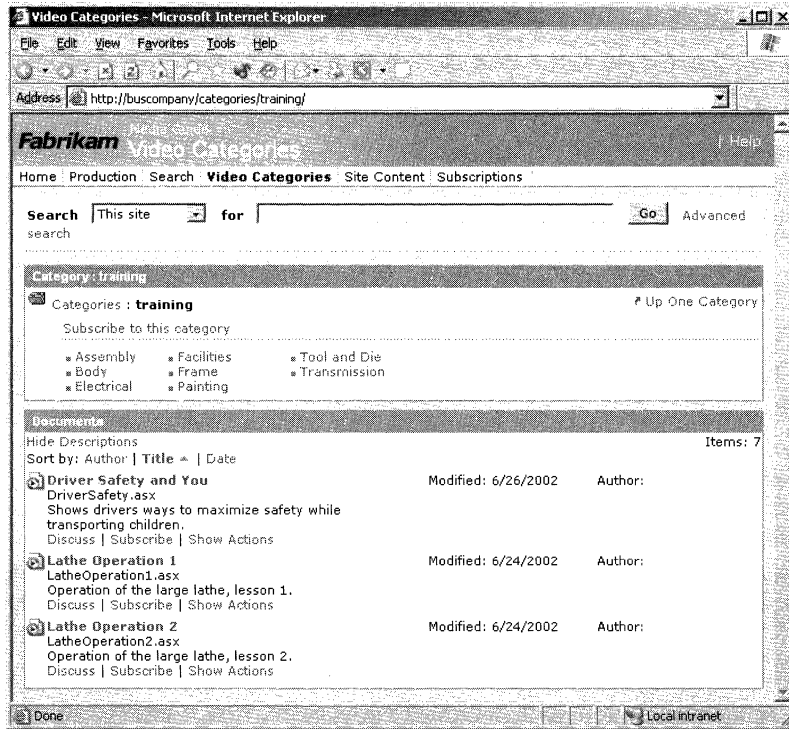 Video Categories - Microsoft Internet Explorer
File Edit View Favorites Tools Help
Address http://buscompany/categories/training/
Fabrikam Media Guide
Video Categories
Help
Home Production Search Video Categories Site Content Subscriptions
Search This site for Go Advanced
search
Category : training
Categories : training Up One Category
Subscribe to this category
Assembly Facilities Tool and Die
Body Frame Transmission
Electrical Painting
Documents
Hide Descriptions Items: 7
Sort by: Author | Title | Date
Driver Safety and You Modified: 6/26/2002 Author:
DriverSafety.asx
Shows drivers ways to maximize safety while
transporting children.
Discuss | Subscribe | Show Actions
Lathe Operation 1 Modified: 6/24/2002 Author:
LatheOperation1.asx
Operation of the large lathe, lesson 1.
Discuss | Subscribe | Show Actions
Lathe Operation 2 Modified: 6/24/2002 Author:
LatheOperation2.asx
Operation of the large lathe, lesson 2.
Discuss | Subscribe | Show Actions
Done Local intranet